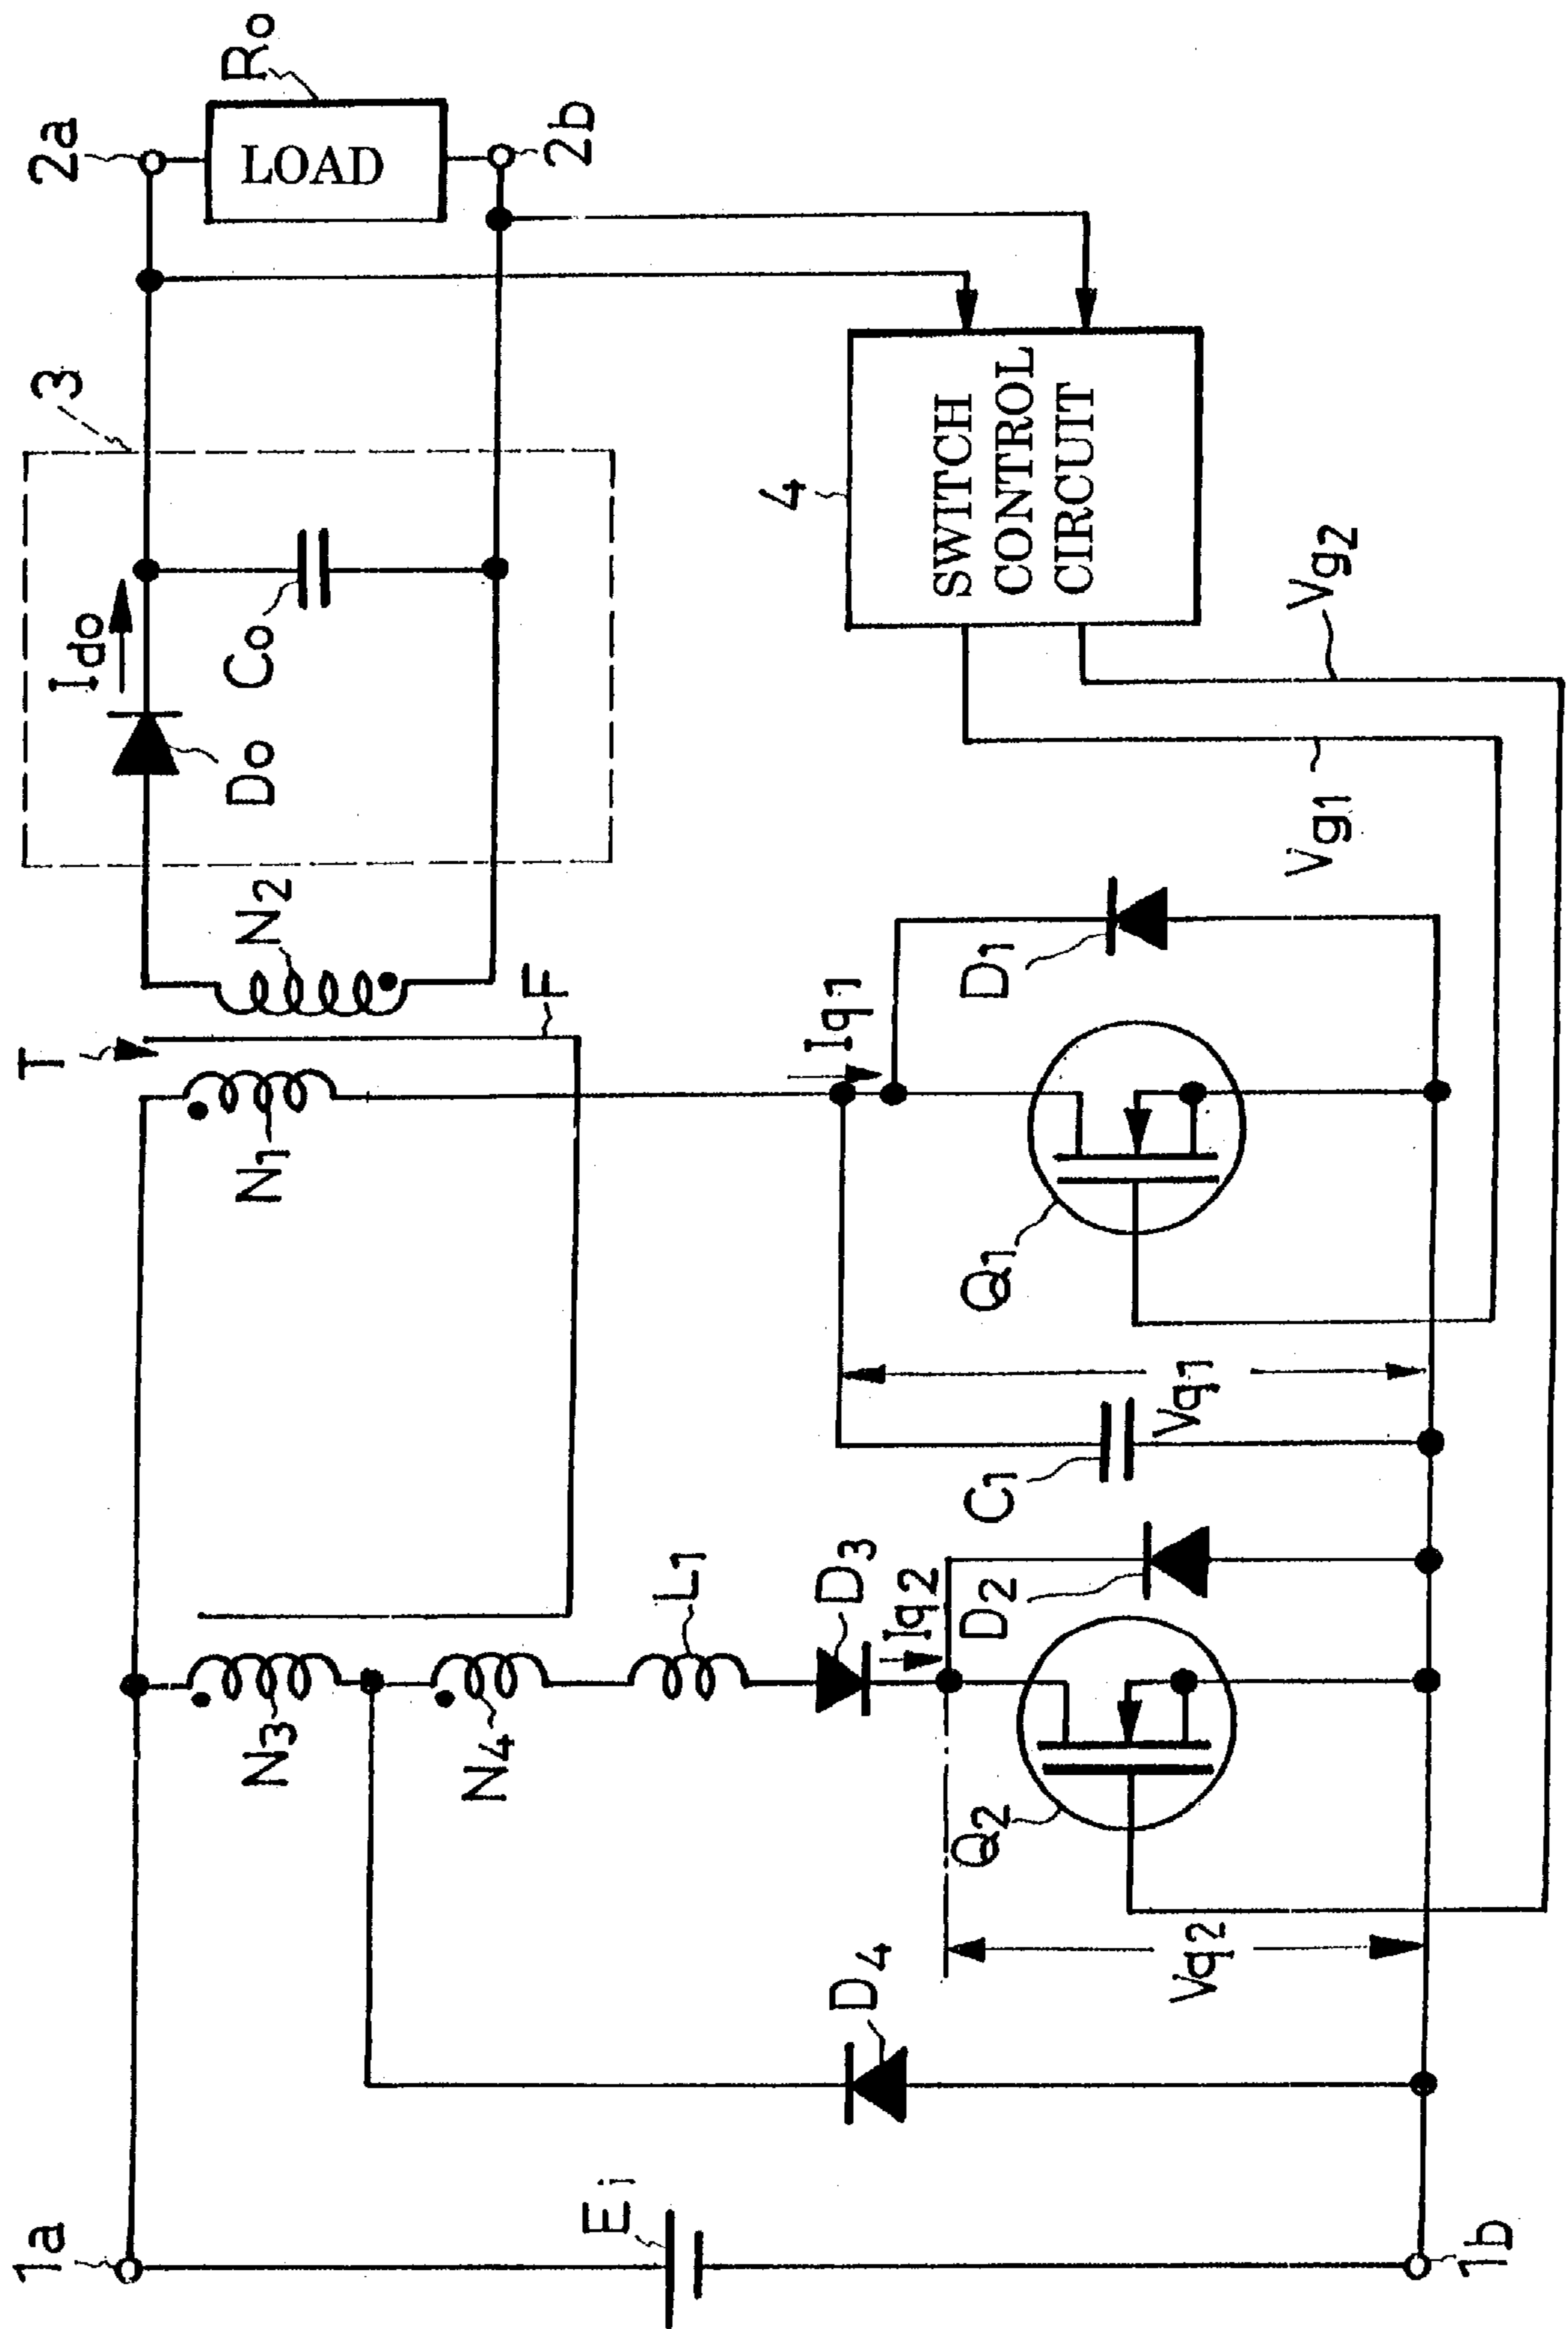 1a
Ei
1b
D4
N3
N4
L1
D3
Iq2
D2
Q2
Vq2
T
N1
N2
F
Iq1
D1
Q1
C1
Vq1
3
Ido
Do
Co
2a
Ro
LOAD
2b
4
SWITCH
CONTROL
CIRCUIT
Vg1
Vg2